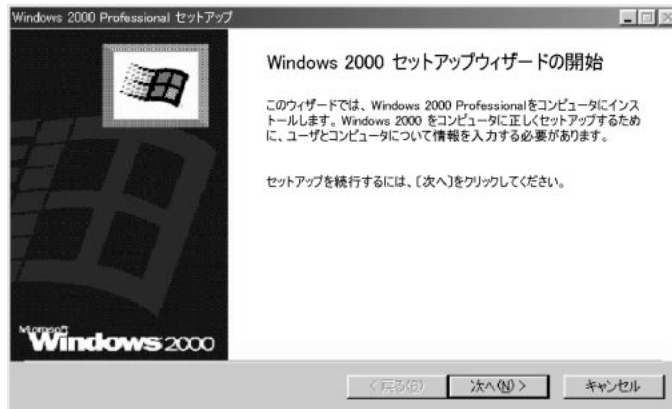 Windows 2000 Professional セットアップ
Windows 2000 セットアップウィザードの開始
このウィザードでは、Windows 2000 Professionalをコンピュータにインス
トールします。Windows 2000 をコンピュータに正しくセットアップするため
に、ユーザとコンピュータについて情報を入力する必要があります。
セットアップを続行するには、〔次へ〕をクリックしてください。
Microsoft
Windows 2000
< 戻る(B)
次へ(N) >
キャンセル